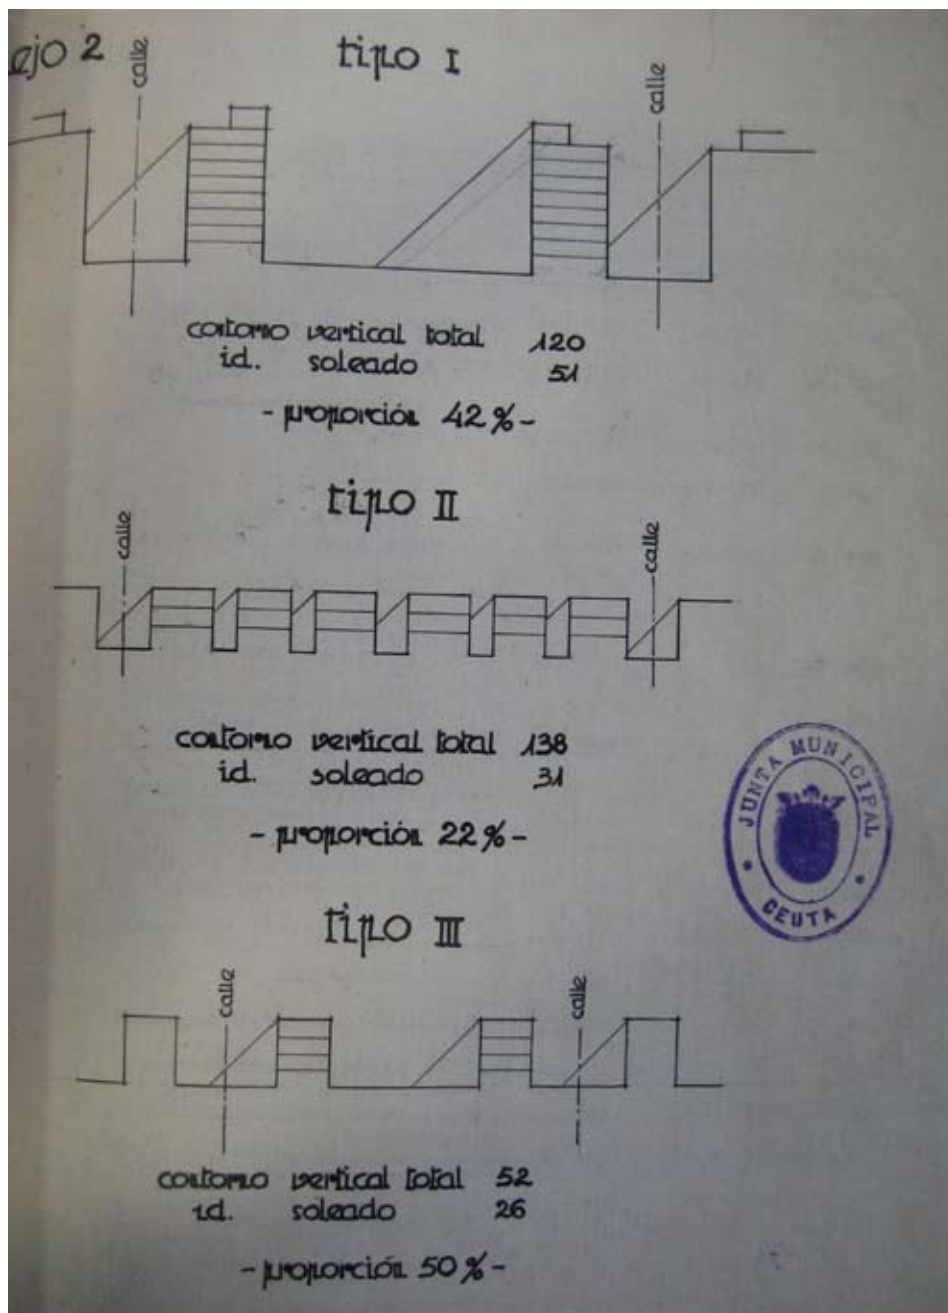 ejo 2
tipo I
calle
calle
contorno vertical total 120
id. soleado 51
- proporción 42% -
tipo II
calle
calle
contorno vertical total 138
id. soleado 31
- proporción 22% -
JUNTA MUNICIPAL
* CEUTA *
tipo III
calle
calle
contorno vertical total 52
id. soleado 26
- proporción 50% -